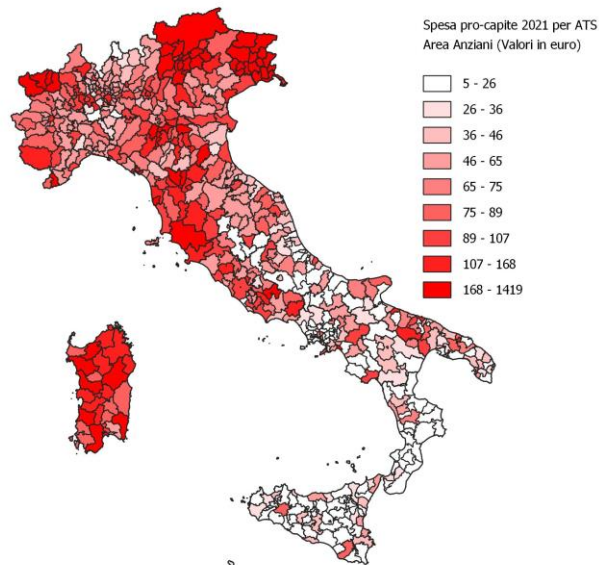 Spesa pro-capite 2021 per ATS
Area Anziani (Valori in euro)
5 - 26
26 - 36
36 - 46
46 - 65
65 - 75
75 - 89
89 - 107
107 - 168
168 - 1419